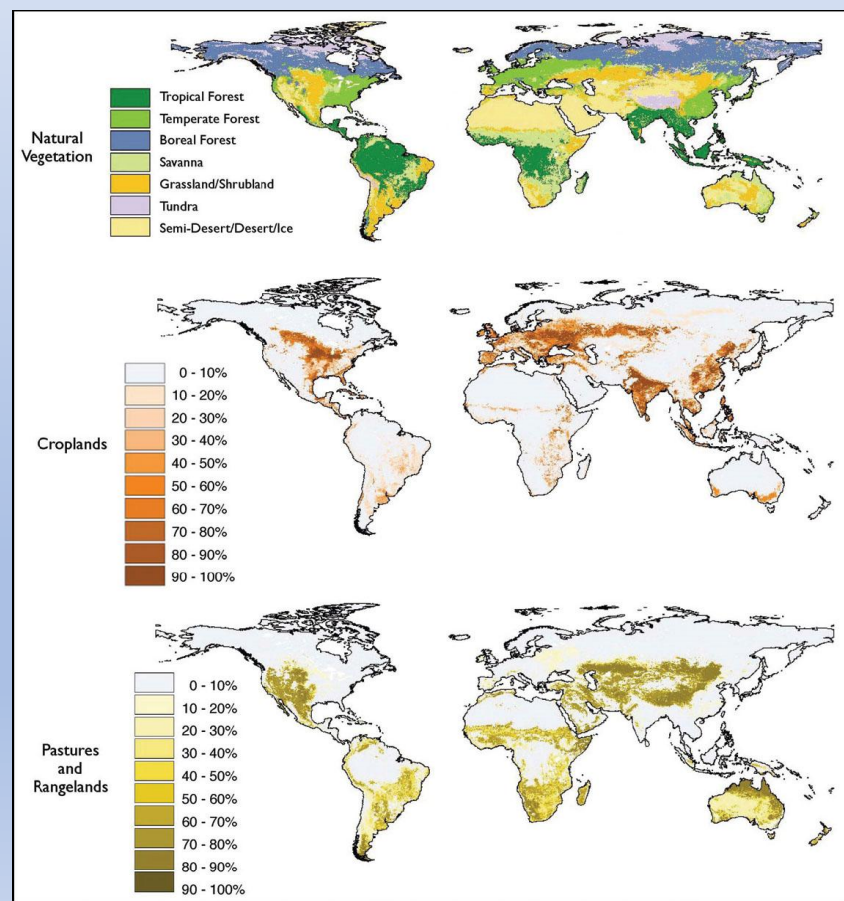 Natural
Vegetation
Tropical Forest
Temperate Forest
Boreal Forest
Savanna
Grassland/Shrubland
Tundra
Semi-Desert/Desert/Ice
Croplands
0 - 10%
10 - 20%
20 - 30%
30 - 40%
40 - 50%
50 - 60%
60 - 70%
70 - 80%
80 - 90%
90 - 100%
Pastures
and
Rangelands
0 - 10%
10 - 20%
20 - 30%
30 - 40%
40 - 50%
50 - 60%
60 - 70%
70 - 80%
80 - 90%
90 - 100%